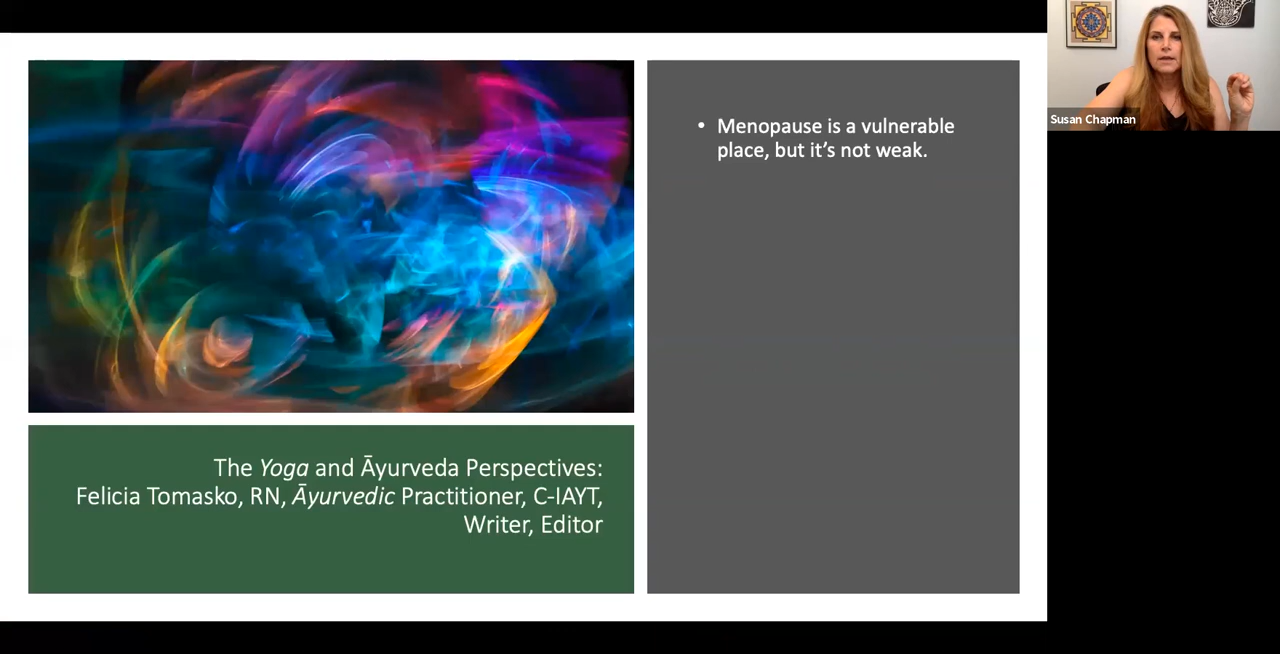 Menopause is a vulnerable
place, but it’s not weak.
The Yoga and Āyurveda Perspectives:
Felicia Tomasko, RN, Āyurvedic Practitioner, C-IAYT,
Writer, Editor
Susan Chapman